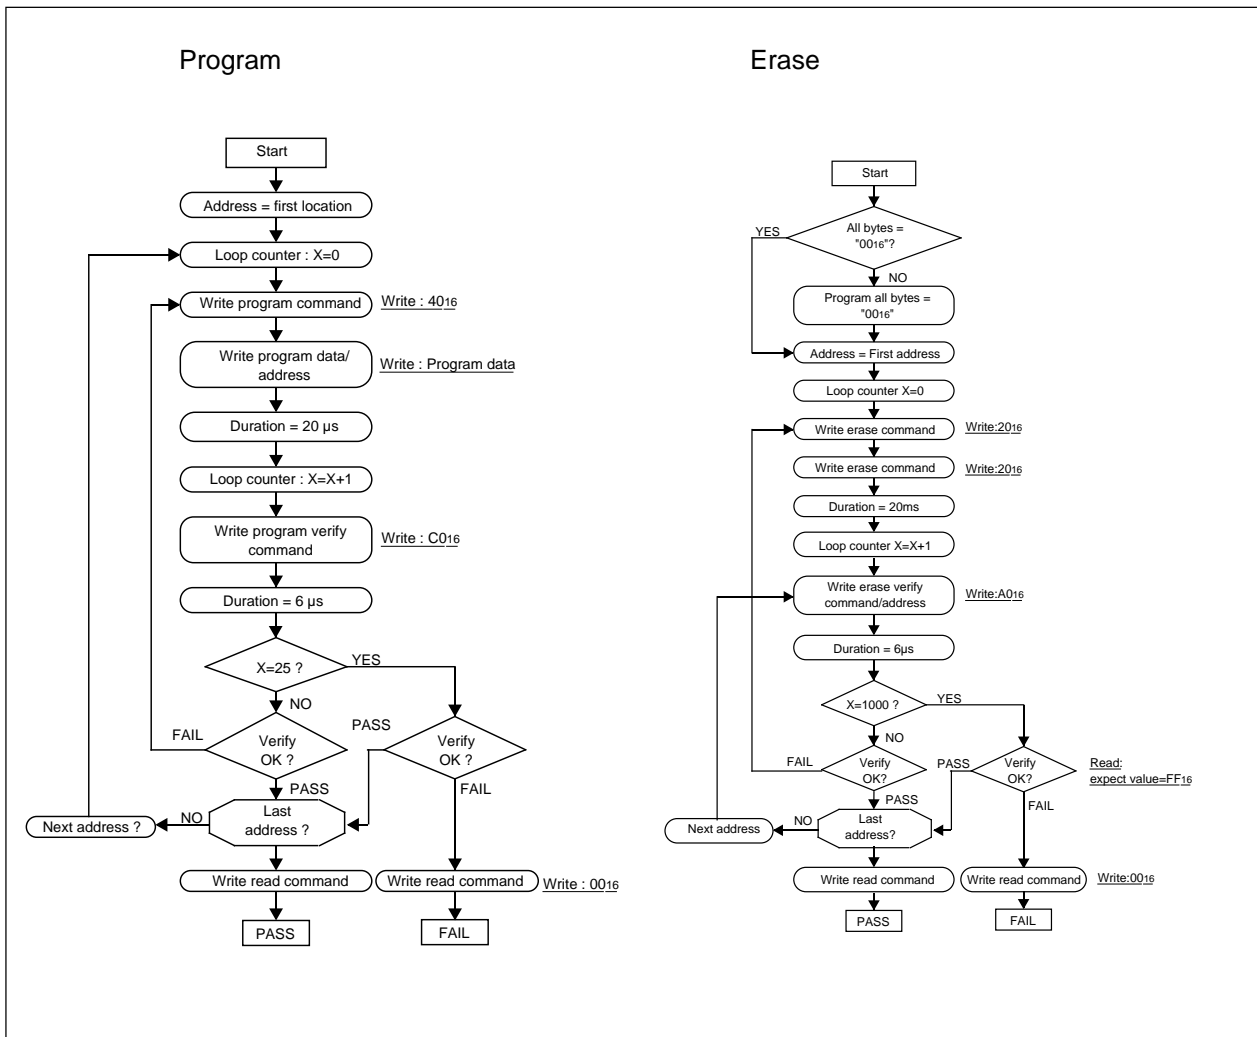 Program
Start
Address = first location
Loop counter : X=0
Write program command
Write : 4016
Write program data/
address
Write : Program data
Duration = 20 µs
Loop counter : X=X+1
Write program verify
command
Write : C016
Duration = 6 µs
X=25 ?
YES
NO
FAIL
Verify
OK ?
PASS
PASS
Verify
OK ?
FAIL
Last
address ?
NO
Next address ?
Write read command
Write read command
Write : 0016
PASS
FAIL
Erase
Start
All bytes =
"0016"?
YES
NO
Program all bytes =
"0016"
Address = First address
Loop counter X=0
Write erase command
Write:2016
Write erase command
Write:2016
Duration = 20ms
Loop counter X=X+1
Write erase verify
command/address
Write:A016
Duration = 6µs
X=1000 ?
YES
NO
FAIL
Verify
OK?
PASS
PASS
Verify
OK?
Read:
expect value=FF16
FAIL
Last
address?
NO
Next address
Write read command
Write read command
Write:0016
PASS
FAIL